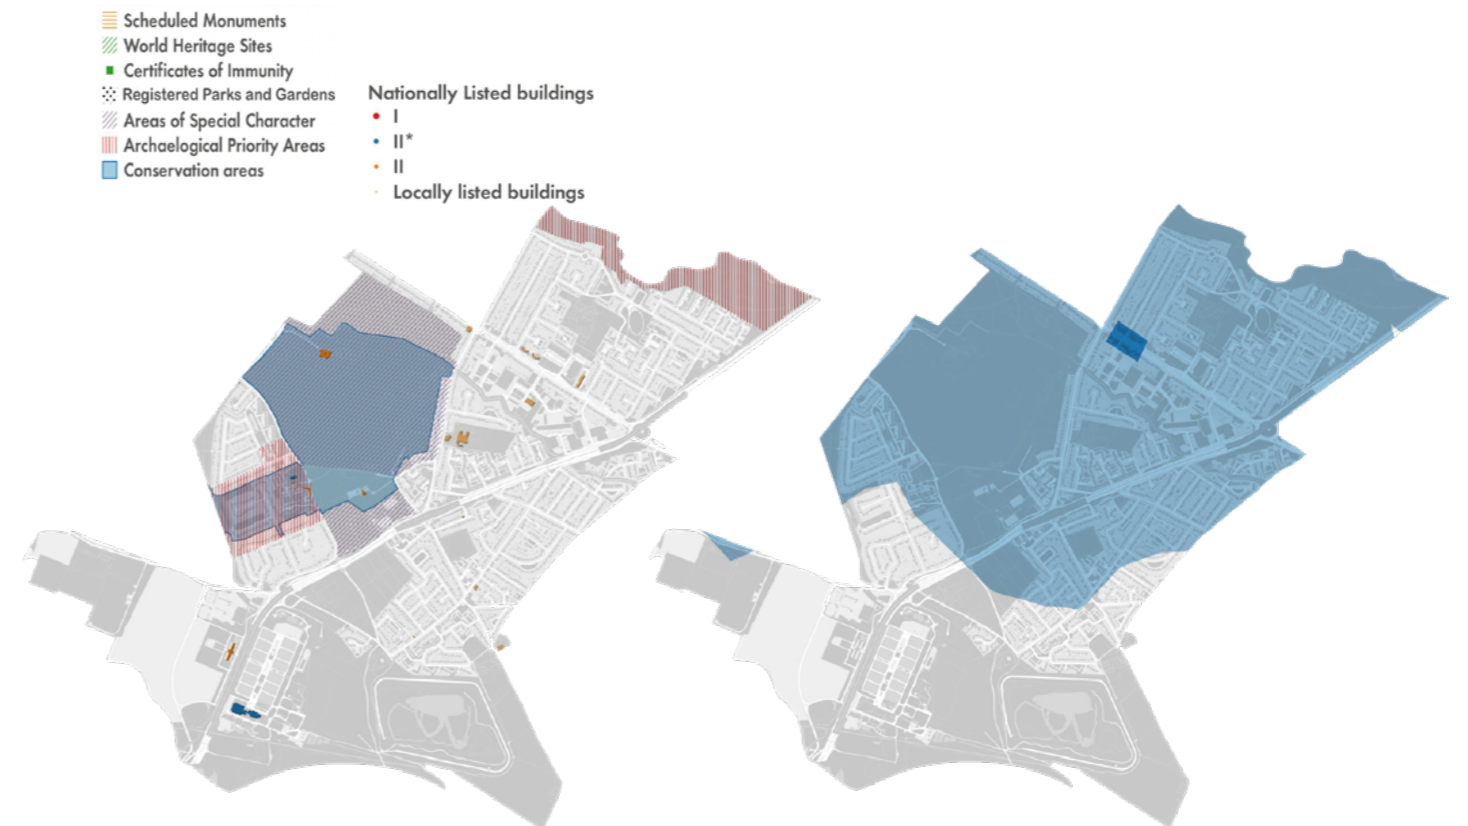 Scheduled Monuments
World Heritage Sites
Certificates of Immunity
Registered Parks and Gardens
Areas of Special Character
Archaelogical Priority Areas
Conservation areas
Nationally Listed buildings
I
II*
II
Locally listed buildings